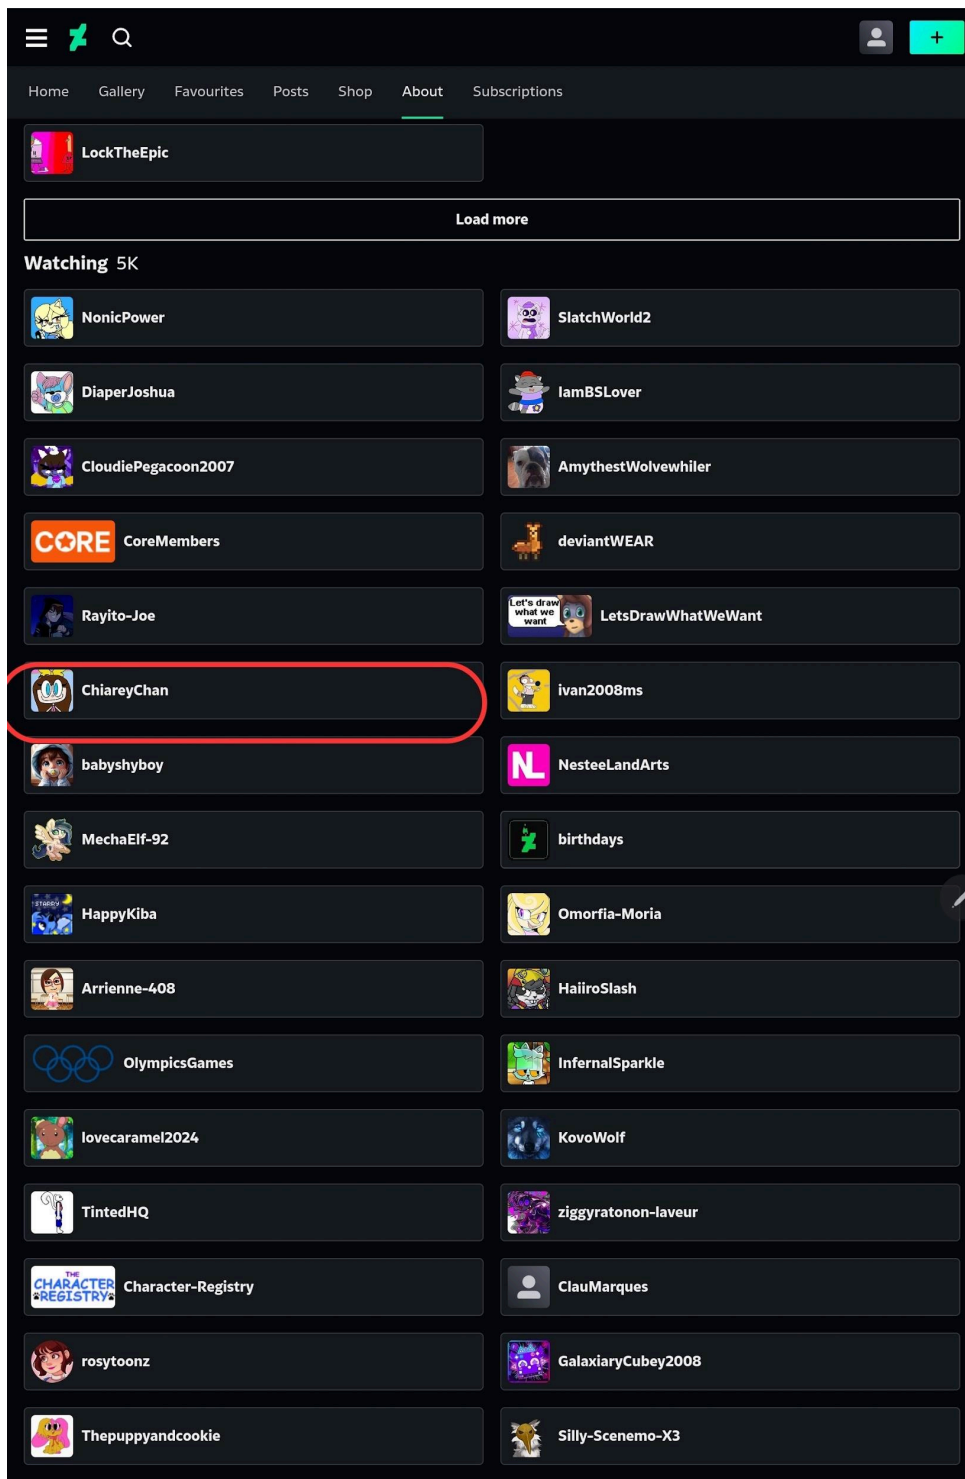 Home Gallery Favourites Posts Shop About Subscriptions
LockTheEpic
Load more
Watching 5K
NonicPower
SlatchWorld2
DiaperJoshua
IamBSLover
CloudiePegacoon2007
AmythestWolvewhiler
CORE CoreMembers
deviantWEAR
Rayito-Joe
Let's draw
what we
want
LetsDrawWhatWeWant
ChiareyChan
ivan2008ms
babyshyboy
NL NesteeLandArts
MechaElf-92
birthdays
STARRY
HappyKiba
Omorfia-Moria
Arrienne-408
HaiiroSlash
OlympicsGames
InfernalSparkle
lovecaramel2024
KovoWolf
TintedHQ
ziggyratonon-laveur
THE
CHARACTER
REGISTRY
Character-Registry
ClauMarques
rosytoonz
GalaxiaryCubey2008
Thepuppyandcookie
Silly-Scenemo-X3